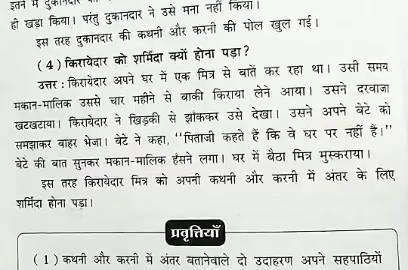 इतने में दुकानदार
ही खड़ा किया। परंतु दुकानदार ने उसे मना नहीं किया।
इस तरह दुकानदार की कथनी और करनी की पोल खुल गई।
( 4 ) किरायेदार को शर्मिंदा क्यों होना पड़ा?
उत्तर : किरायेदार अपने घर में एक मित्र से बातें कर रहा था। उसी समय
मकान-मालिक उससे चार महीने से बाकी किराया लेने आया। उसने दरवाजा
खटखटाया। किरायेदार ने खिड़की से झाँककर उसे देखा। उसने अपने बेटे को
समझाकर बाहर भेजा। बेटे ने कहा, ‘‘पिताजी कहते हैं कि वे घर पर नहीं हैं।’’
बेटे की बात सुनकर मकान-मालिक हँसने लगा। घर में बैठा मित्र मुस्कराया।
इस तरह किरायेदार मित्र को अपनी कथनी और करनी में अंतर के लिए
शर्मिंदा होना पड़ा।
प्रवृत्तियाँ
( 1 ) कथनी और करनी में अंतर बतानेवाले दो उदाहरण अपने सहपाठियों